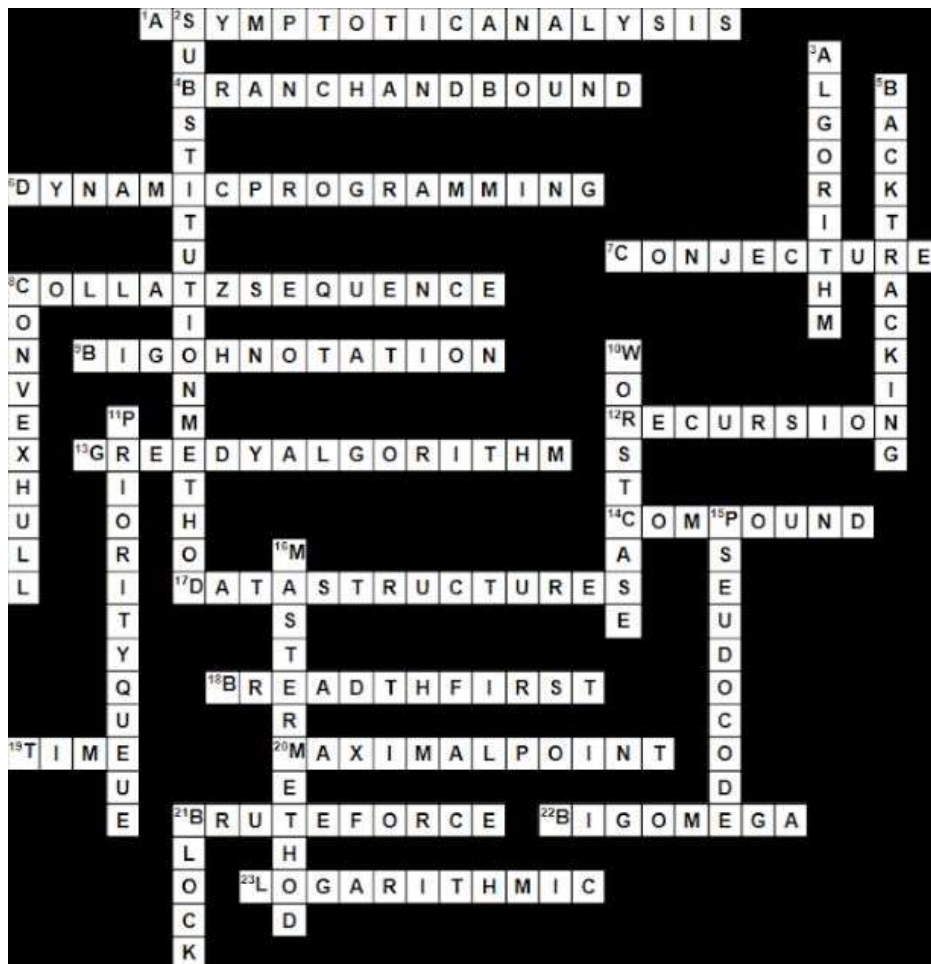 1A 2S Y M P T O T I C A N A L Y S I S
U 3A
4B R A N C H A N D B O U N D L 5B
S G A
T O C
6D Y N A M I C P R O G R A M M I N G R K
T I T
U 7C O N J E C T U R E
8C O L L A T Z S E Q U E N C E H A
O I M C
N 9B I G O H N O T A T I O N 10W K
V N O I
E 11P M 12R E C U R S I O N
X 13G R E E D Y A L G O R I T H M S G
H I T T
U O H 14C O M 15P O U N D
L R O 16M A S
L I 17D A T A S T R U C T U R E S E
T S E U
Y T D
Q 18B R E A D T H F I R S T O
U R C
19T I M E 20M A X I M A L P O I N T O
U E D
E 21B R U T E F O R C E 22B I G O M E G A
L H
O 23L O G A R I T H M I C
C D
K